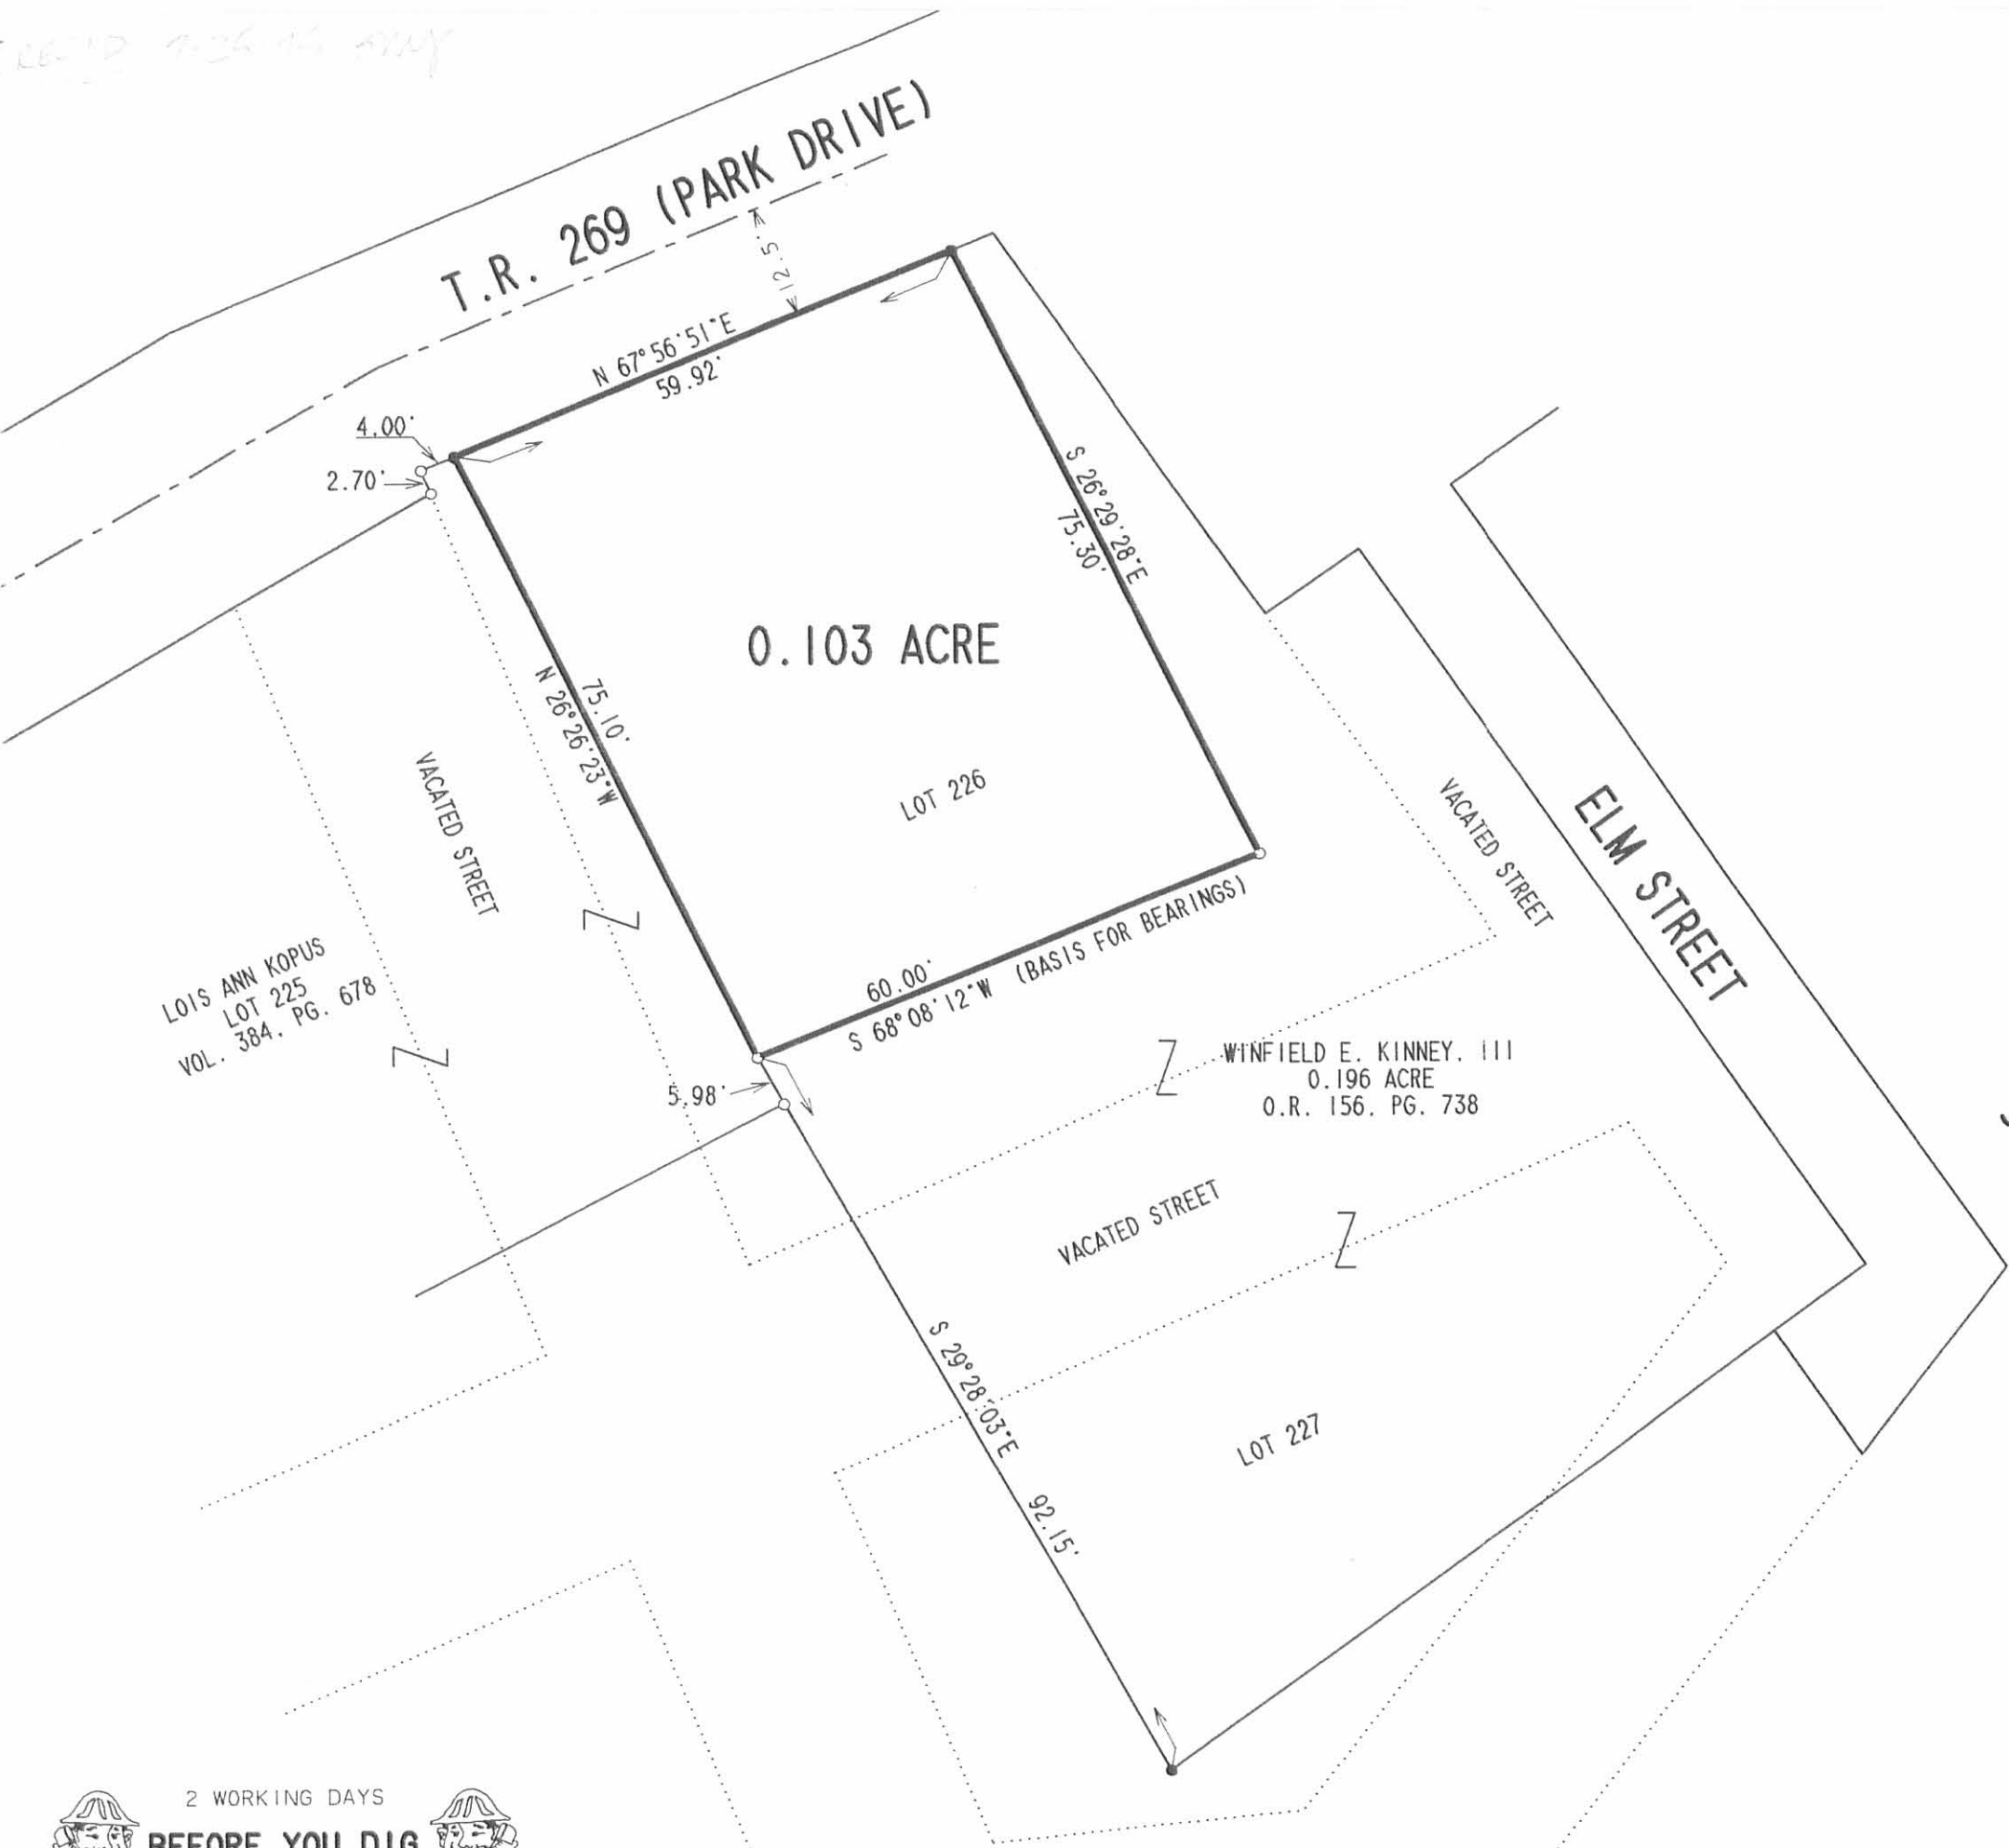 REC'D
T.R. 269 (PARK DRIVE)
12.5'
N 67°56'51"E
59.92'
4.00'
2.70'
S 26°29'28"E
75.30'
0.103 ACRE
75.10'
N 26°26'23"W
LOT 226
VACATED STREET
VACATED STREET
ELM STREET
LOIS ANN KOPUS
LOT 225
VOL. 384, PG. 678
60.00'
S 68°08'12"W (BASIS FOR BEARINGS)
5.98'
WINFIELD E. KINNEY, III
0.196 ACRE
O.R. 156, PG. 738
VACATED STREET
S 29°28'03"E 92.15'
LOT 227
2 WORKING DAYS
BEFORE YOU DIG